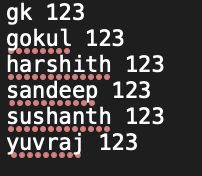 gk 123
gokul 123
harshith 123
sandeep 123
sushanth 123
yuvraj 123